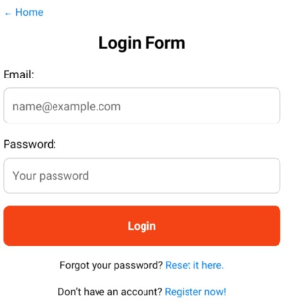 ← Home
Login Form
Email:
name@example.com
Password:
Your password
Login
Forgot your password? Reset it here.
Don't have an account? Register now!